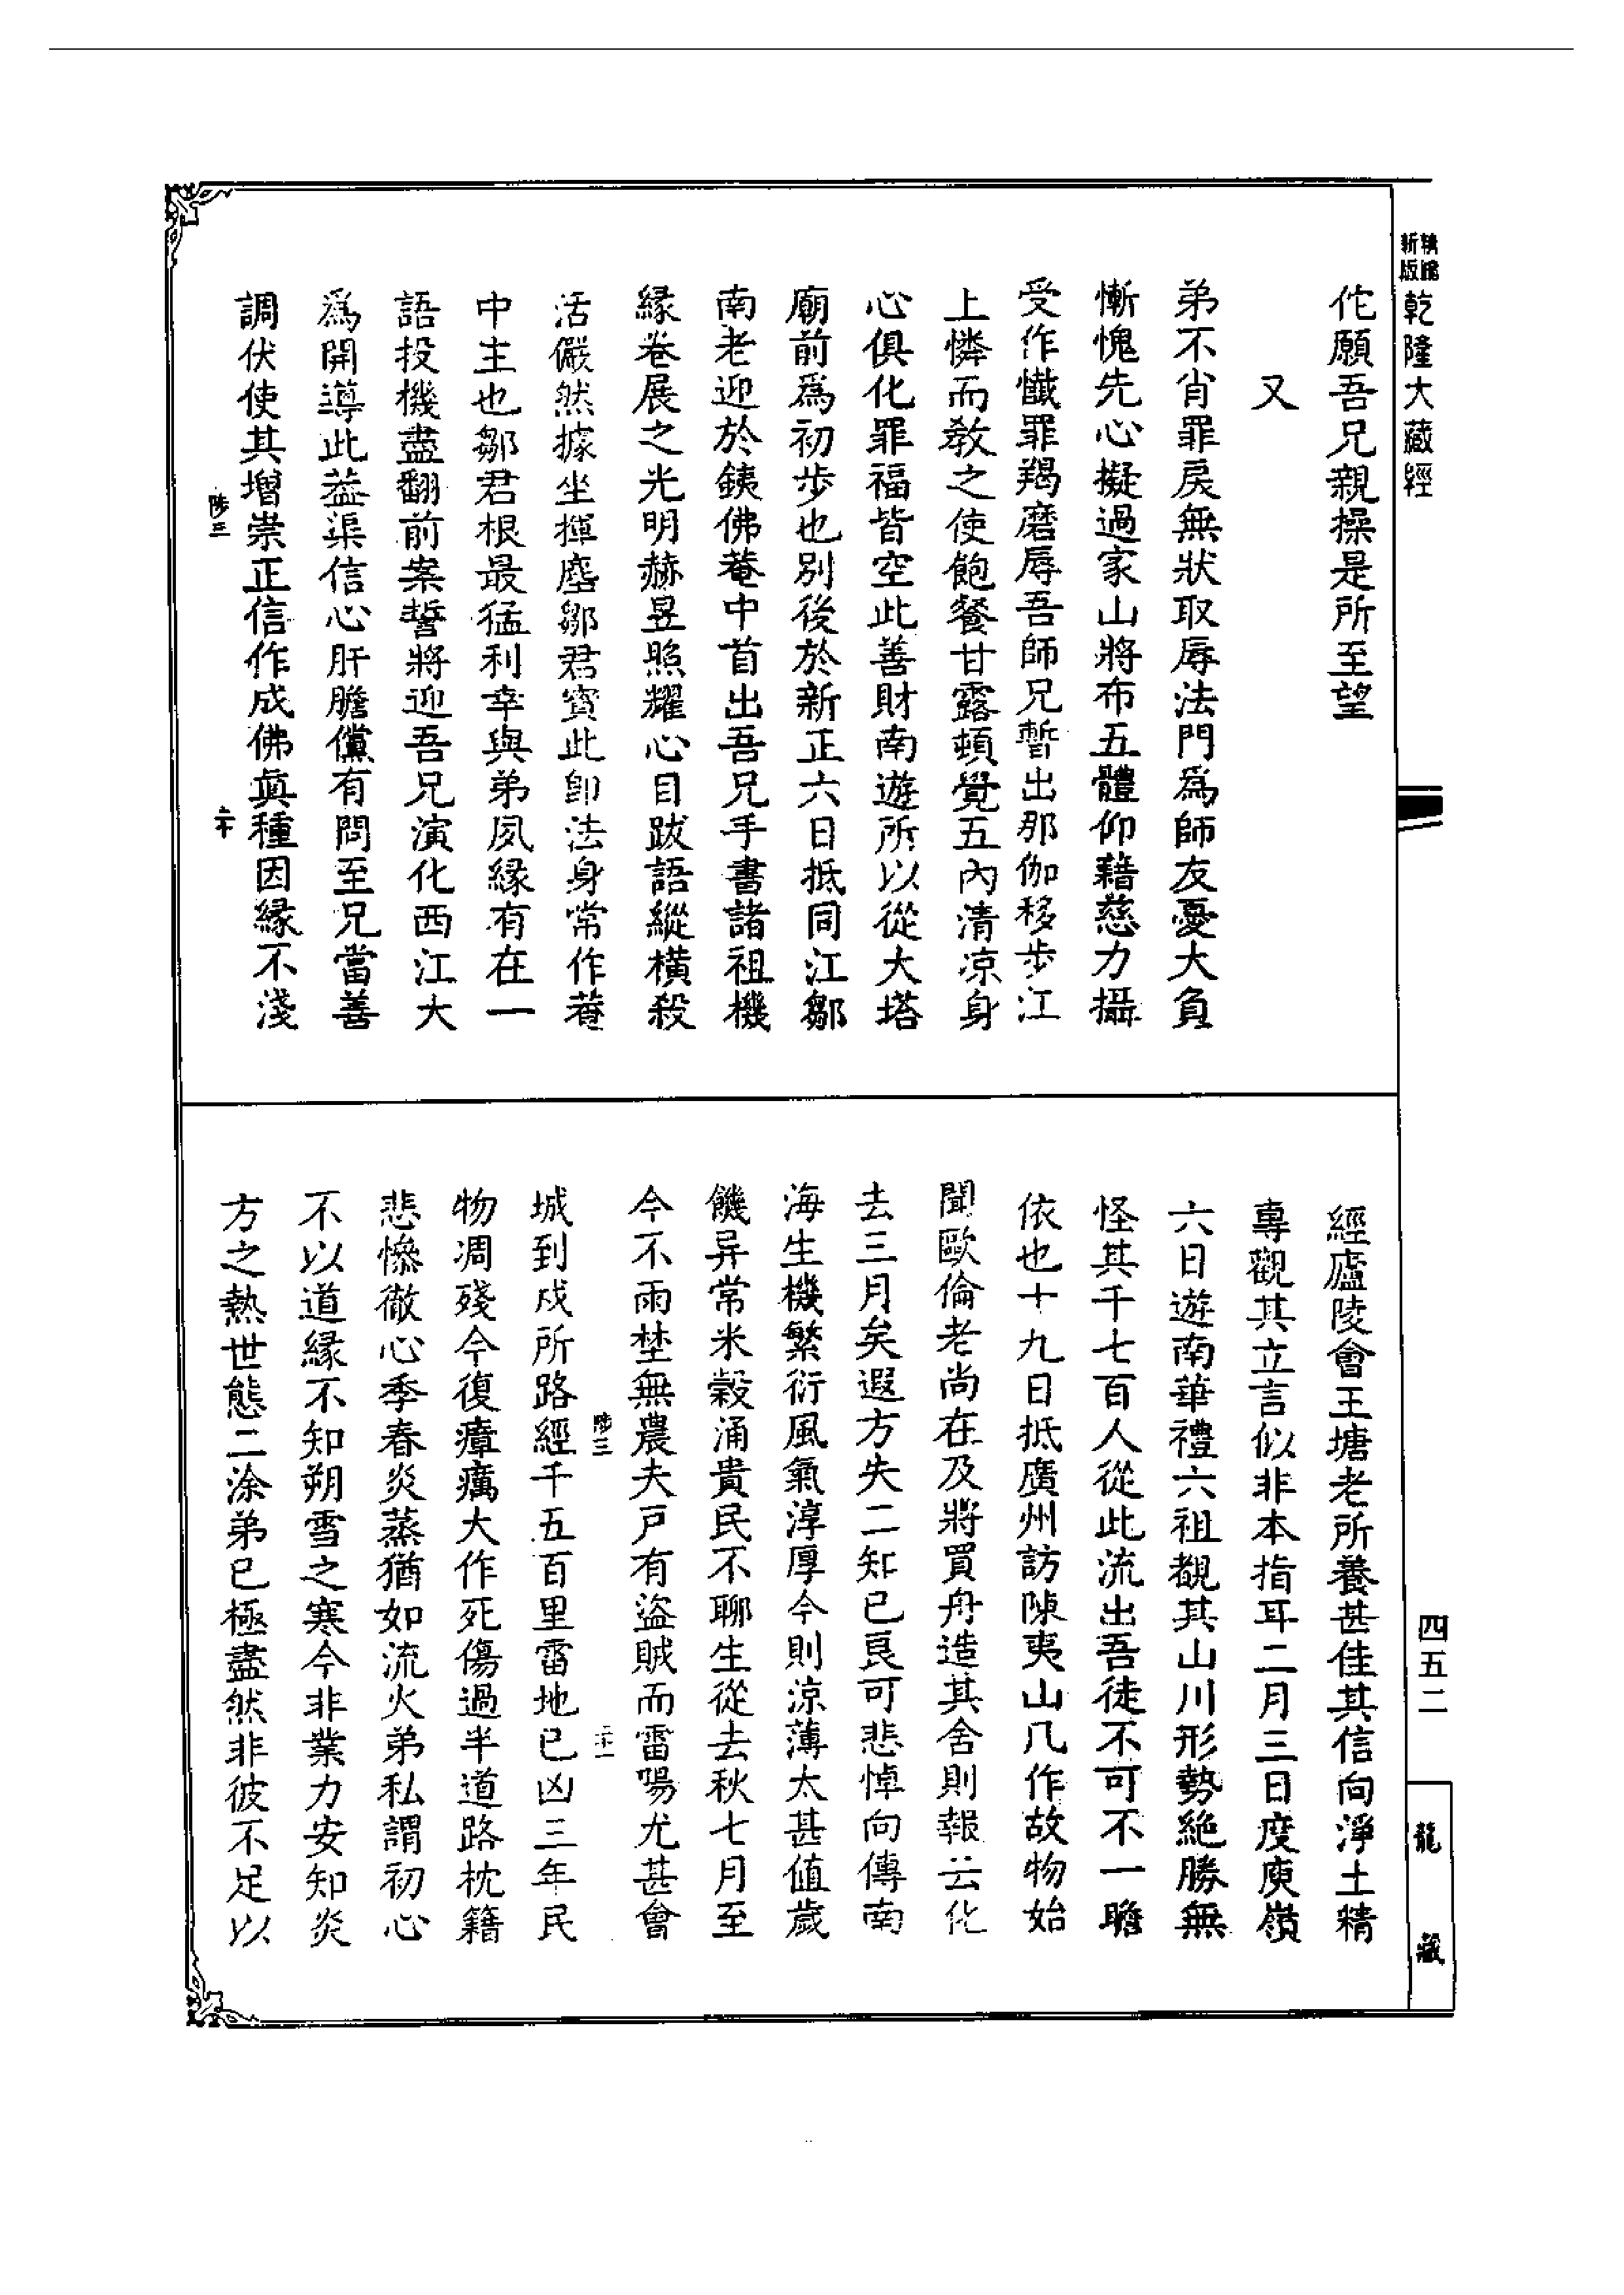 乾隆大藏經
新版
佗願吾兄親操是所至望
又
弟不肖罪戾無狀取辱法門為師友憂大負
慚愧先心擬過家山將布五體仰藉慈力攝
受作懺罪羯磨辱吾師兄暫出那伽移步江
上憐而教之使飽餐甘露頓覺五內清凉身
心俱化罪福皆空此善財南遊所以從大塔
廟前為初步也別後於新正六日抵同江鄒
南老迎於銕佛菴中首出吾兄手書諸祖機
緣卷展之光明赫昱照耀心目跋語縱橫殺
活儼然據坐揮麈鄒君寶此卽法身常作菴
中主也鄒君根最猛利幸與弟夙緣有在一
語投機盡翻前案誓將迎吾兄演化西江大
為開導此葢渠信心肝膽儻有問至兄當善
調伏使其增崇正信作成佛眞種因緣不淺
陟三
二十
經廬陵會王塘老所養甚佳其信向淨土精
專觀其立言似非本指耳二月三日度庾嶺
六日遊南華禮六祖觀其山川形勢絶勝無
怪其千七百人從此流出吾徒不可不一瞻
依也十九日抵廣州訪陳夷山几作故物始
聞歐倫老尚在及將買舟造其舍則報云化
去三月矣遐方失二知已良可悲悼向傳南
海生機繁衍風氣淳厚今則涼薄太甚值歲
饑异常米穀涌貴民不聊生從去秋七月至
今不雨埜無農夫戸有盜賊而雷陽尤甚會
陟三
二十一
城到戍所路經千五百里雷地已凶三年民
物凋殘今復瘴癘大作死傷過半道路枕籍
悲慘徹心季春炎蒸猶如流火弟私謂初心
不以道緣不知朔雪之寒今非業力安知炎
方之熱世態二涂弟已極盡然非彼不足以
四五二
龍藏